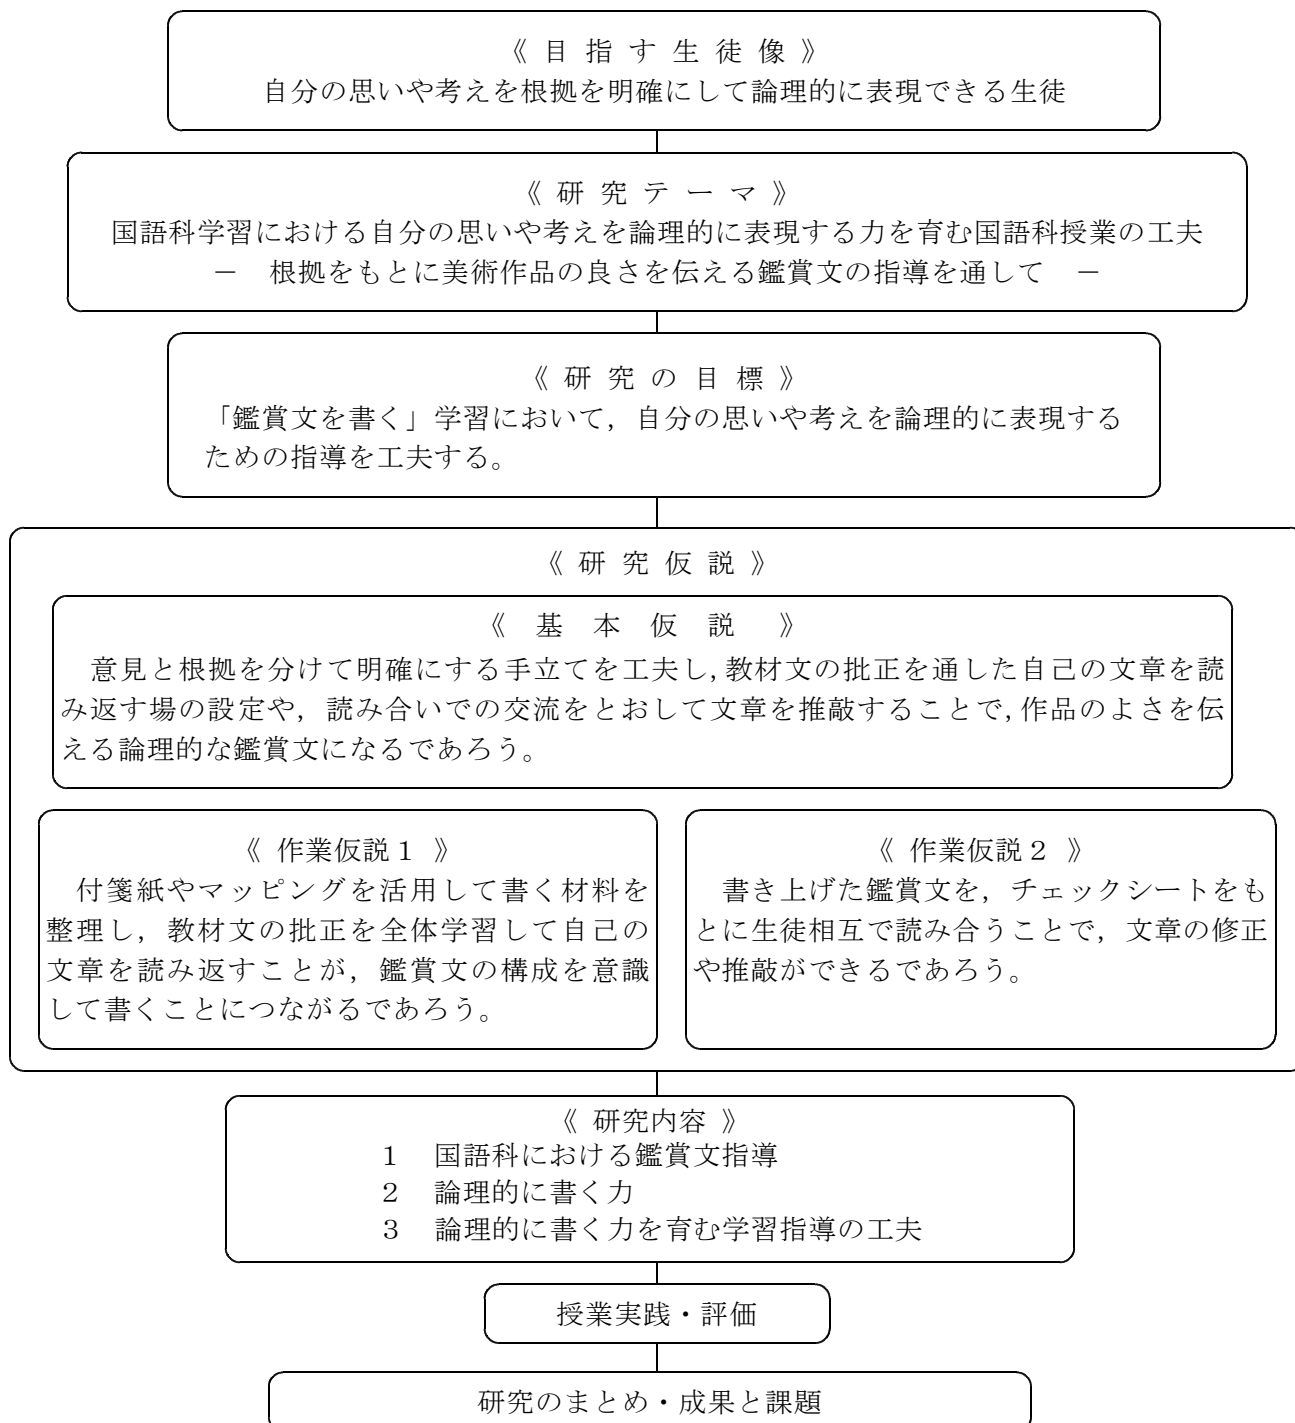 《 目 指 す 生 徒 像 》
自分の思いや考えを根拠を明確にして論理的に表現できる生徒
《 研 究 テ ー マ 》
国語科学習における自分の思いや考えを論理的に表現する力を育む国語科授業の工夫
－　根拠をもとに美術作品の良さを伝える鑑賞文の指導を通して　－
《 研 究 の 目 標 》
「鑑賞文を書く」学習において，自分の思いや考えを論理的に表現する
ための指導を工夫する。
《 研 究 仮 説 》
《　基　本　仮　説　》
意見と根拠を分けて明確にする手立てを工夫し,教材文の批正を通した自己の文章を読
み返す場の設定や，読み合いでの交流をとおして文章を推敲することで,作品のよさを伝
える論理的な鑑賞文になるであろう。
《 作業仮説１ 》
付箋紙やマッピングを活用して書く材料を
整理し，教材文の批正を全体学習して自己の
文章を読み返すことが，鑑賞文の構成を意識
して書くことにつながるであろう。
《 作業仮説２ 》
書き上げた鑑賞文を，チェックシートをも
とに生徒相互で読み合うことで，文章の修正
や推敲ができるであろう。
《 研究内容 》
１　国語科における鑑賞文指導
２　論理的に書く力
３　論理的に書く力を育む学習指導の工夫
授業実践・評価
研究のまとめ・成果と課題